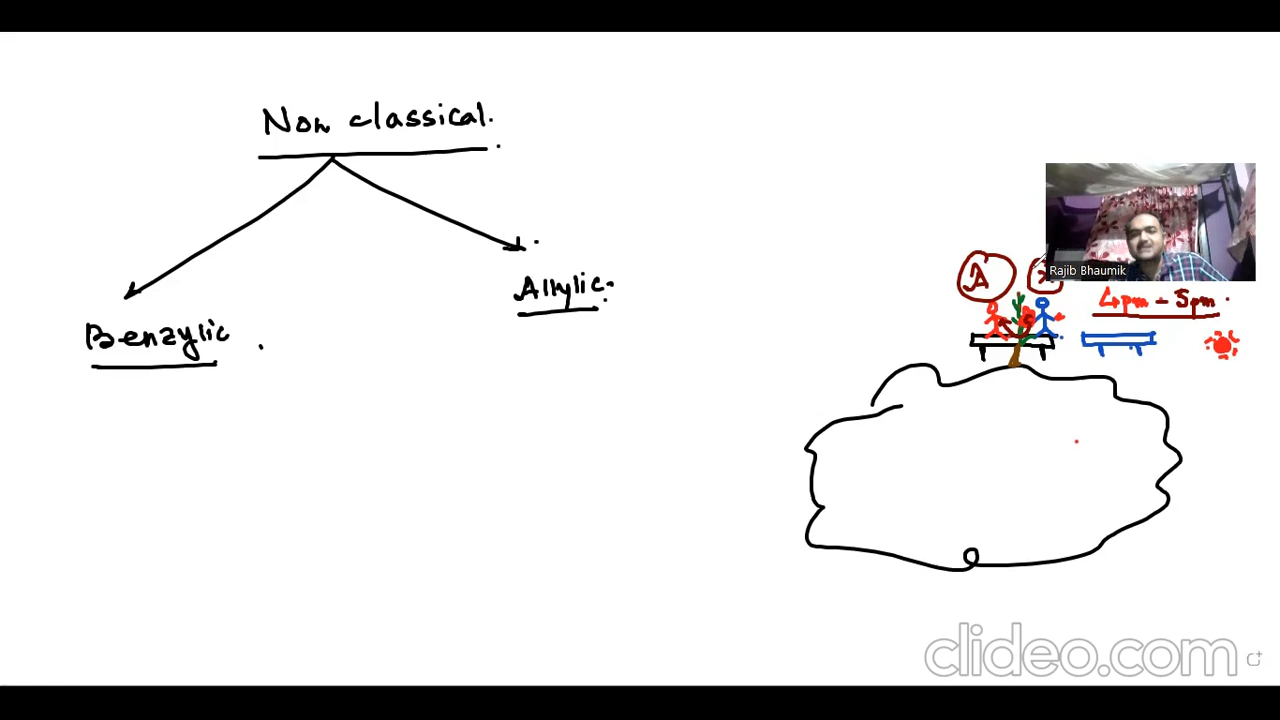 Non classical.
Allylic.
Benzylic
A
Rajib Bhaumik
4pm - 5pm
clideo.com